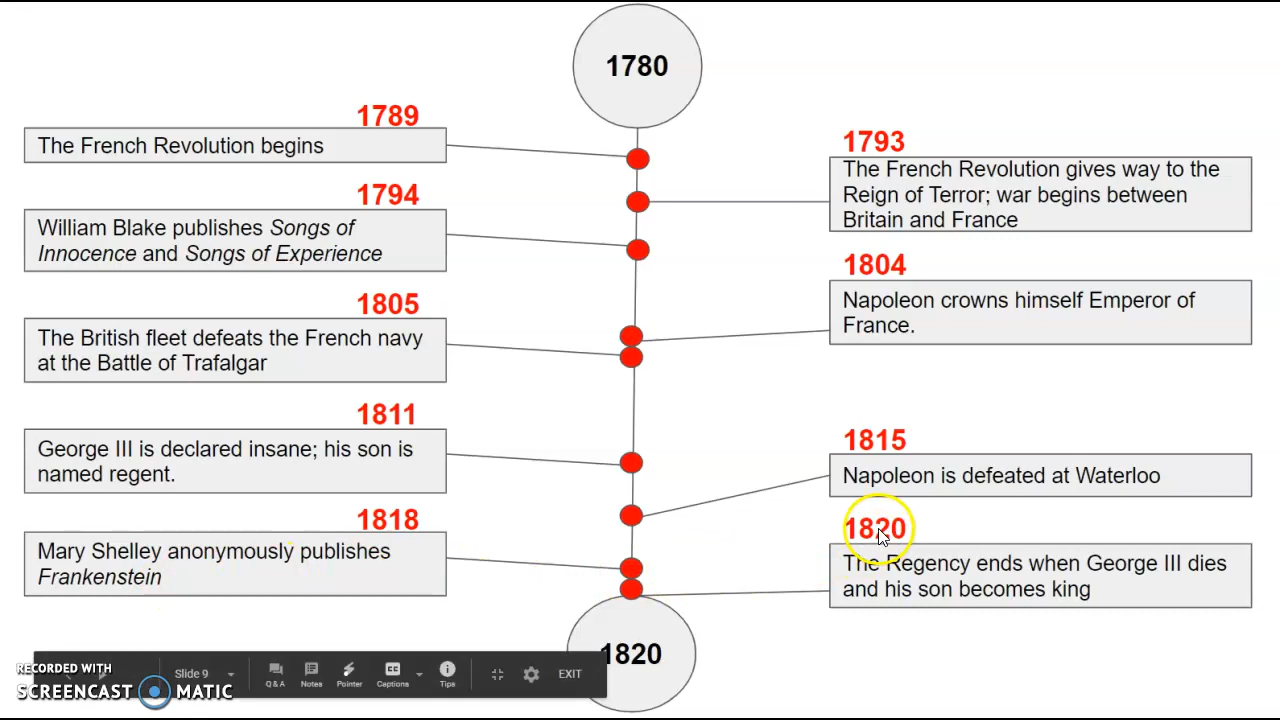 1780
1789
The French Revolution begins
1793
The French Revolution gives way to the
Reign of Terror; war begins between
Britain and France
1794
William Blake publishes Songs of
Innocence and Songs of Experience
1804
Napoleon crowns himself Emperor of
France.
1805
The British fleet defeats the French navy
at the Battle of Trafalgar
1811
George III is declared insane; his son is
named regent.
1815
Napoleon is defeated at Waterloo
1818
Mary Shelley anonymously publishes
Frankenstein
1820
The Regency ends when George III dies
and his son becomes king
1820
Slide 9
Q & A
Notes
Pointer
Captions
Tips
EXIT
RECORDED WITH
SCREENCAST MATIC